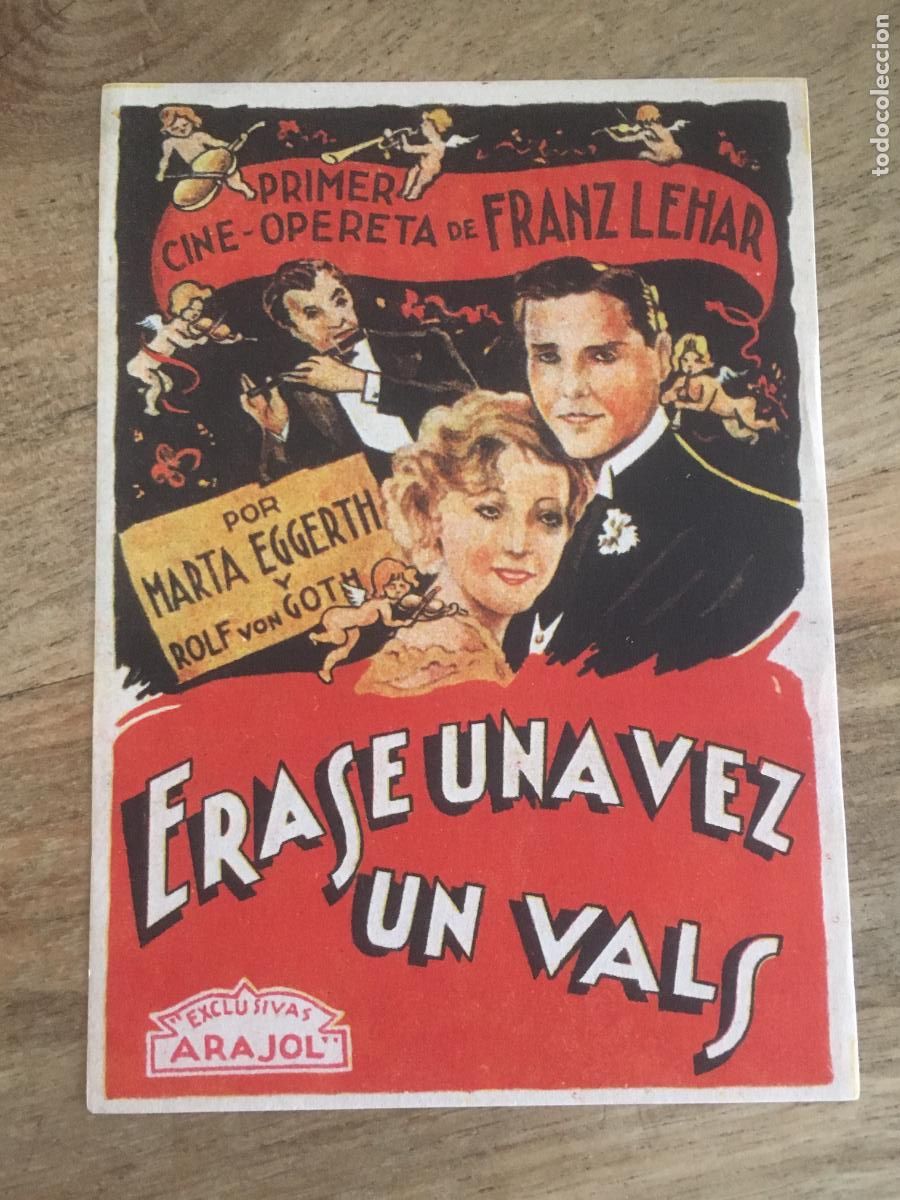 PRIMER
CINE-OPERETA DE FRANZ LEHAR
POR
MARTA EGGERTH
Y
ROLF VON GOTH
ERASE UNA VEZ
UN VALS
"EXCLUSIVAS
ARAJOL"
todocoleccion